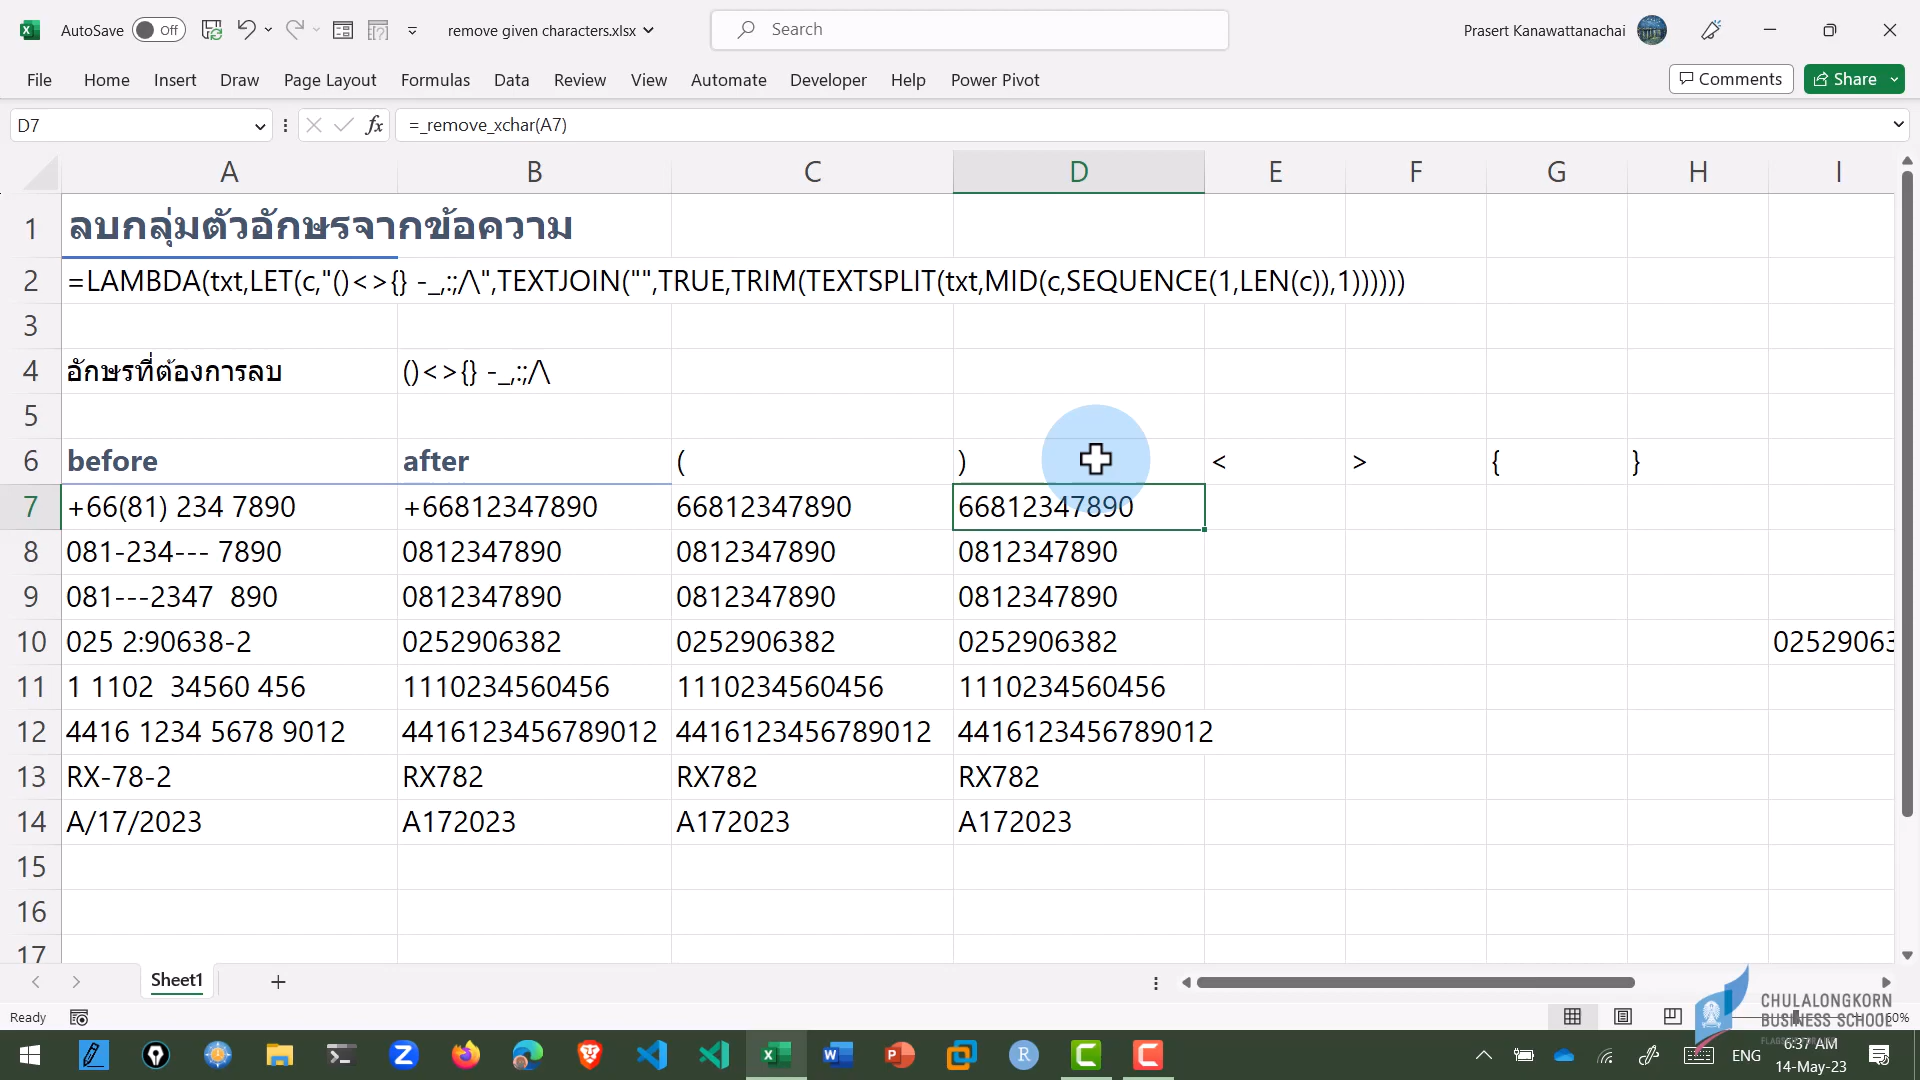 AutoSave Off remove given characters.xlsx Search Prasert Kanawattanachai
File Home Insert Draw Page Layout Formulas Data Review View Automate Developer Help Power Pivot Comments Share
D7 fx =_remove_xchar(A7)
A B C D E F G H I
1 ลบกลุ่มตัวอักษรจากข้อความ
2 =LAMBDA(txt,LET(c,"()<>{} -_,:;/\",TEXTJOIN("",TRUE,TRIM(TEXTSPLIT(txt,MID(c,SEQUENCE(1,LEN(c)),1))))))
3
4 อักษรที่ต้องการลบ ()<>{} -_,:;/\
5
6 before after ( ) < > { }
7 +66(81) 234 7890 +66812347890 66812347890 66812347890
8 081-234--- 7890 0812347890 0812347890 0812347890
9 081---2347  890 0812347890 0812347890 0812347890
10 025 2:90638-2 0252906382 0252906382 0252906382 02529063
11 1 1102  34560 456 1110234560456 1110234560456 1110234560456
12 4416 1234 5678 9012 4416123456789012 4416123456789012 4416123456789012
13 RX-78-2 RX782 RX782 RX782
14 A/17/2023 A172023 A172023 A172023
15
16
17
Sheet1
CHULALONGKORN
BUSINESS SCHOOL
Ready 160%
ENG 6:37 AM
14-May-23